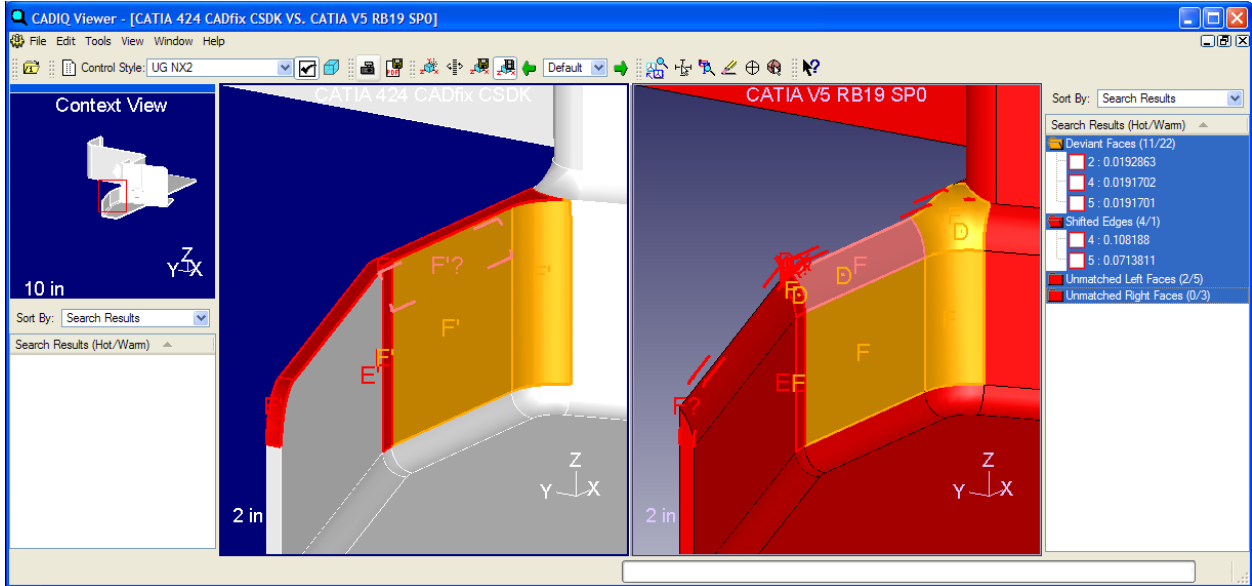 CADIQ Viewer - [CATIA 424 CADfix CSDK VS. CATIA V5 RB19 SP0]
File Edit Tools View Window Help
Control Style: UG NX2 PDF Default
Context View
Z
Y X
10 in
Sort By: Search Results
Search Results (Hot/Warm)
CATIA 424 CADfix CSDK
F'?
F'
F'
F'
E'
Z
Y X
2 in
CATIA V5 RB19 SP0
D
F
D
F
D
F
F
E F
F?
Z
Y X
2 in
Sort By: Search Results
Search Results (Hot/Warm)
Deviant Faces (11/22)
2 : 0.0192863
4 : 0.0191702
5 : 0.0191701
Shifted Edges (4/1)
4 : 0.108188
5 : 0.0713811
Unmatched Left Faces (2/5)
Unmatched Right Faces (0/3)